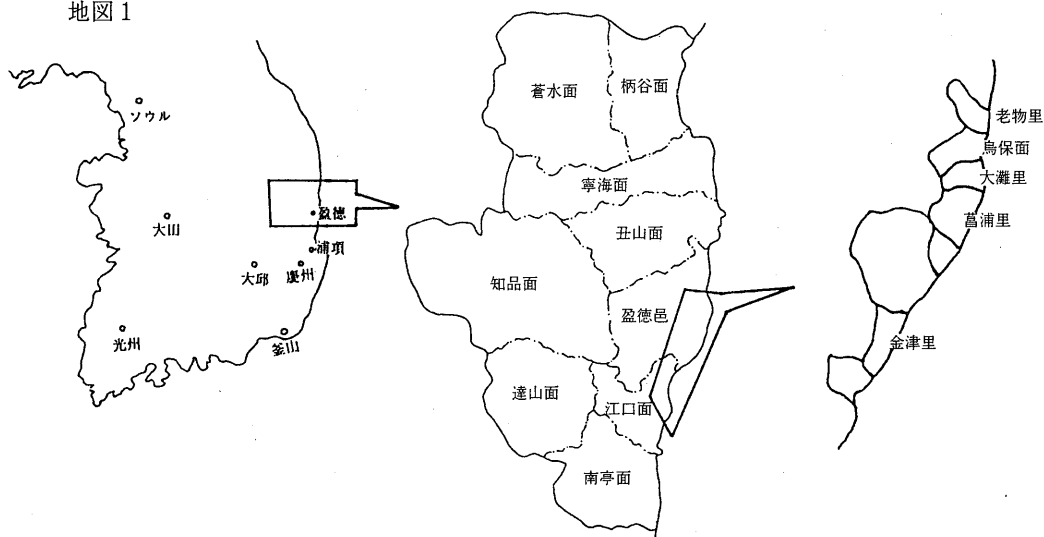 地図1
ソウル
盈徳
大田
浦項
大邱
慶州
光州
釜山
蒼水面
柄谷面
寧海面
丑山面
知品面
盈徳邑
達山面
江口面
南亭面
老物里
烏保面
大灘里
菖浦里
金津里